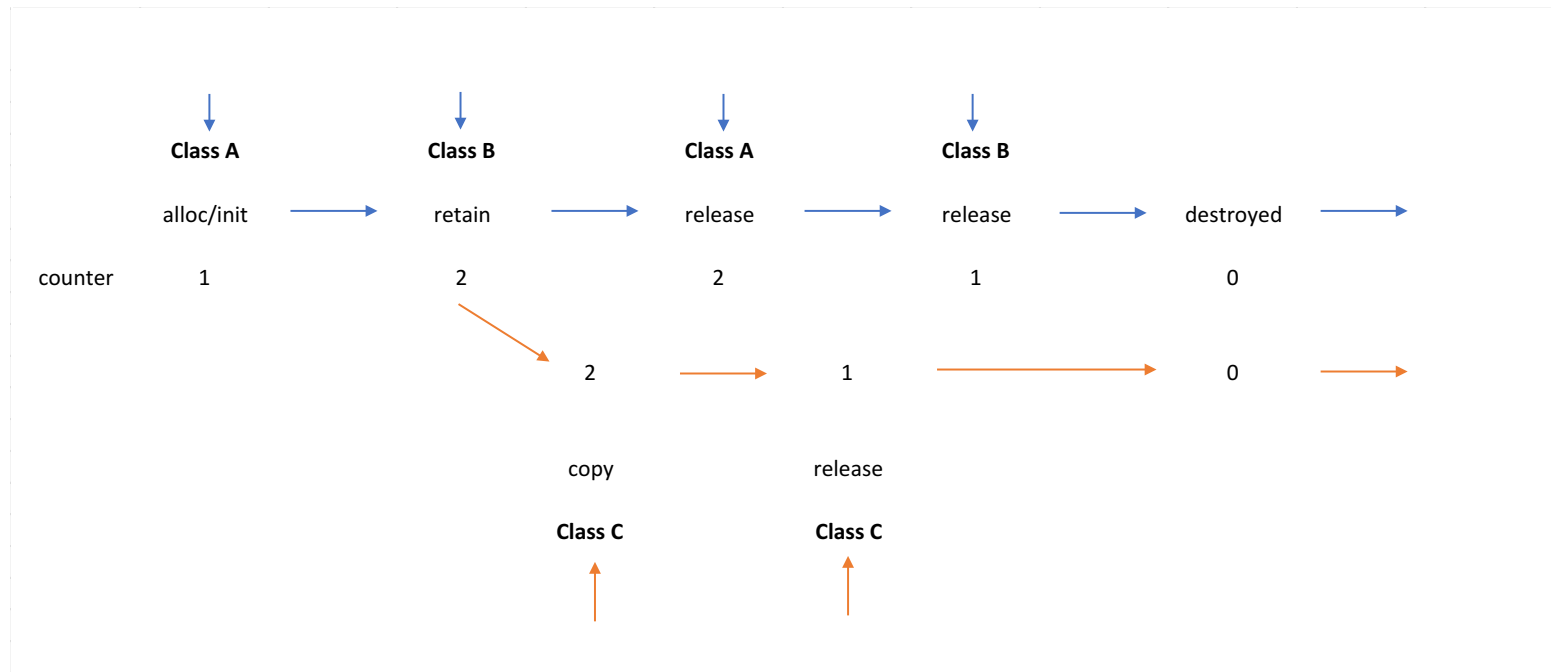 Class A Class B Class A Class B
alloc/init retain release release destroyed
counter 1 2 2 1 0
2 1 0
copy release
Class C Class C